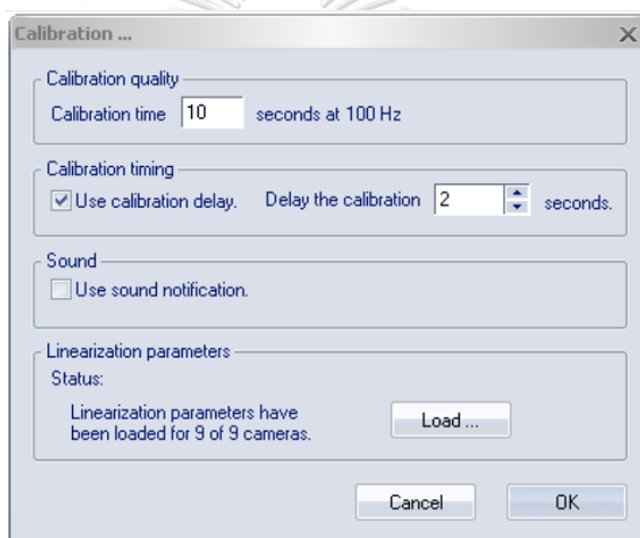 Calibration ...
Calibration quality
Calibration time 10 seconds at 100 Hz
Calibration timing
Use calibration delay. Delay the calibration 2 seconds.
Sound
Use sound notification.
Linearization parameters
Status:
Linearization parameters have
been loaded for 9 of 9 cameras.
Load ...
Cancel OK